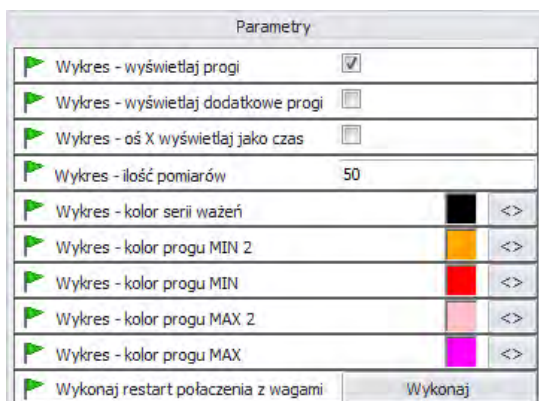 Parametry
Wykres - wyświetlaj progi
Wykres - wyświetlaj dodatkowe progi
Wykres - oś X wyświetlaj jako czas
Wykres - ilość pomiarów 50
Wykres - kolor serii ważeń <>
Wykres - kolor progu MIN 2 <>
Wykres - kolor progu MIN <>
Wykres - kolor progu MAX 2 <>
Wykres - kolor progu MAX <>
Wykonaj restart połaczenia z wagami Wykonaj